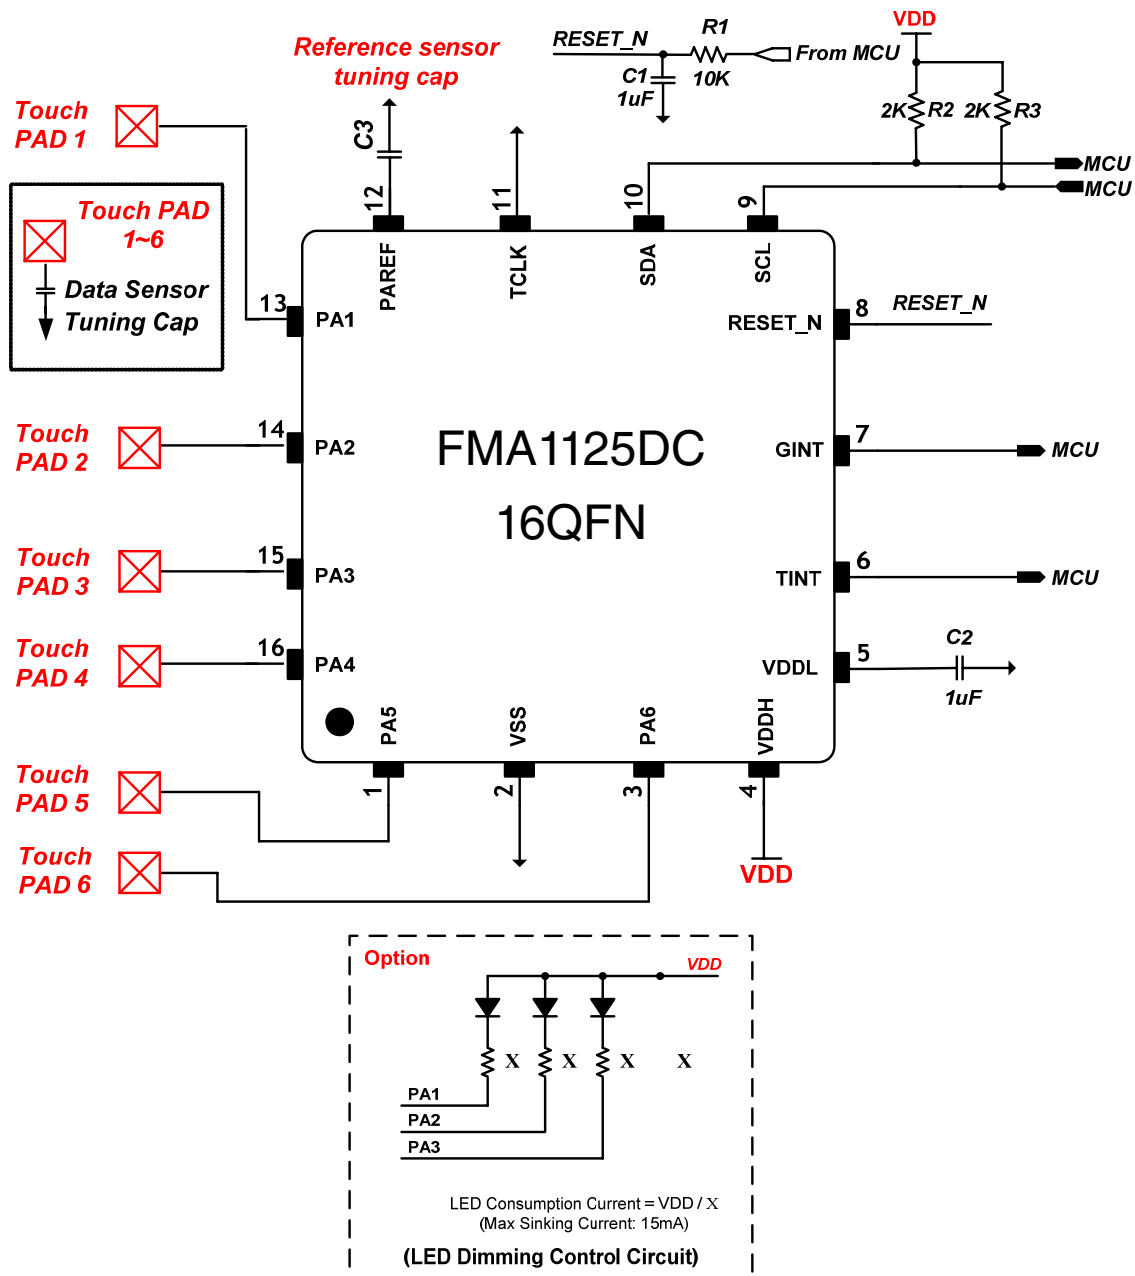 VDD
R1
RESET_N
From MCU
Reference sensor
tuning cap
C1
1uF
10K
2K R2
2K R3
Touch
PAD 1
C3
MCU
MCU
12
11
10
9
Touch PAD
1~6
Data Sensor
Tuning Cap
PAREF
TCLK
SDA
SCL
13
PA1
8
RESET_N
RESET_N
Touch
PAD 2
14
PA2
FMA1125DC
16QFN
GINT
7
MCU
Touch
PAD 3
15
PA3
TINT
6
MCU
Touch
PAD 4
16
PA4
VDDL
5
C2
1uF
PA5
VSS
PA6
VDDH
Touch
PAD 5
1
2
3
4
Touch
PAD 6
VDD
Option
VDD
X X X X
PA1
PA2
PA3
LED Consumption Current = VDD / X
(Max Sinking Current: 15mA)
(LED Dimming Control Circuit)